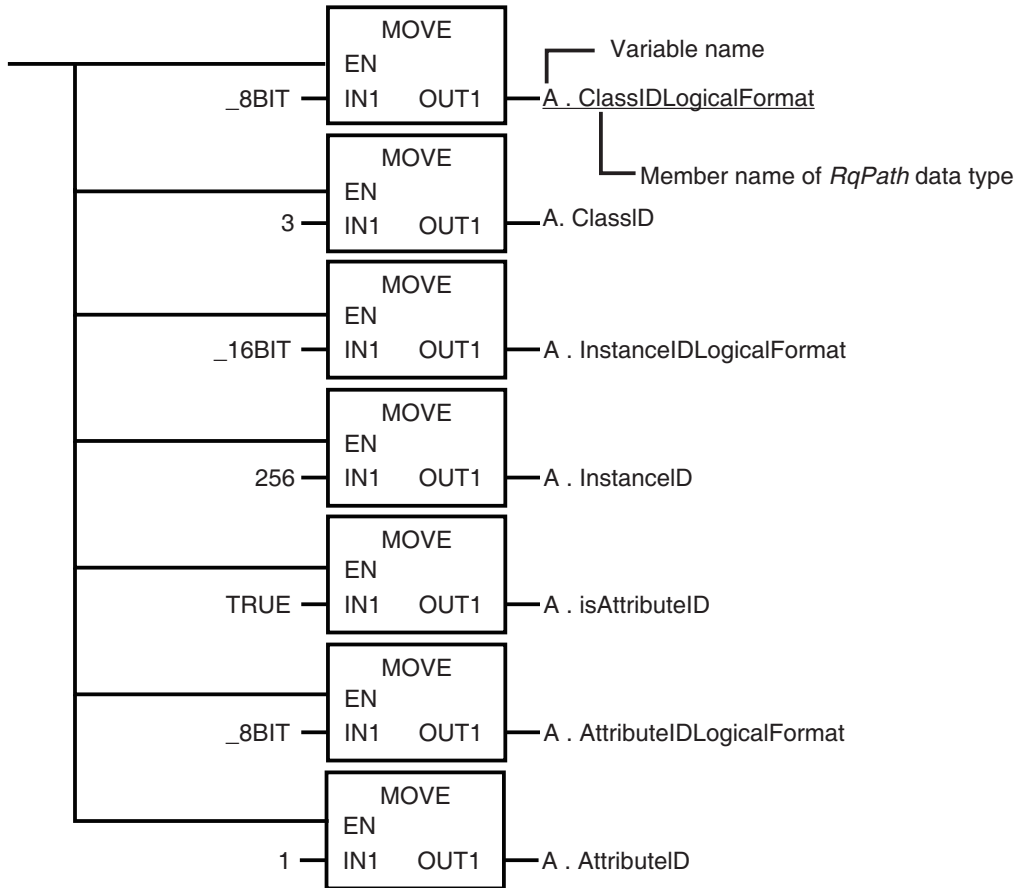 MOVE
EN
_8BIT IN1 OUT1 A . ClassIDLogicalFormat
Variable name
Member name of RqPath data type
MOVE
EN
3 IN1 OUT1 A. ClassID
MOVE
EN
_16BIT IN1 OUT1 A . InstanceIDLogicalFormat
MOVE
EN
256 IN1 OUT1 A . InstanceID
MOVE
EN
TRUE IN1 OUT1 A . isAttributeID
MOVE
EN
_8BIT IN1 OUT1 A . AttributeIDLogicalFormat
MOVE
EN
1 IN1 OUT1 A . AttributeID